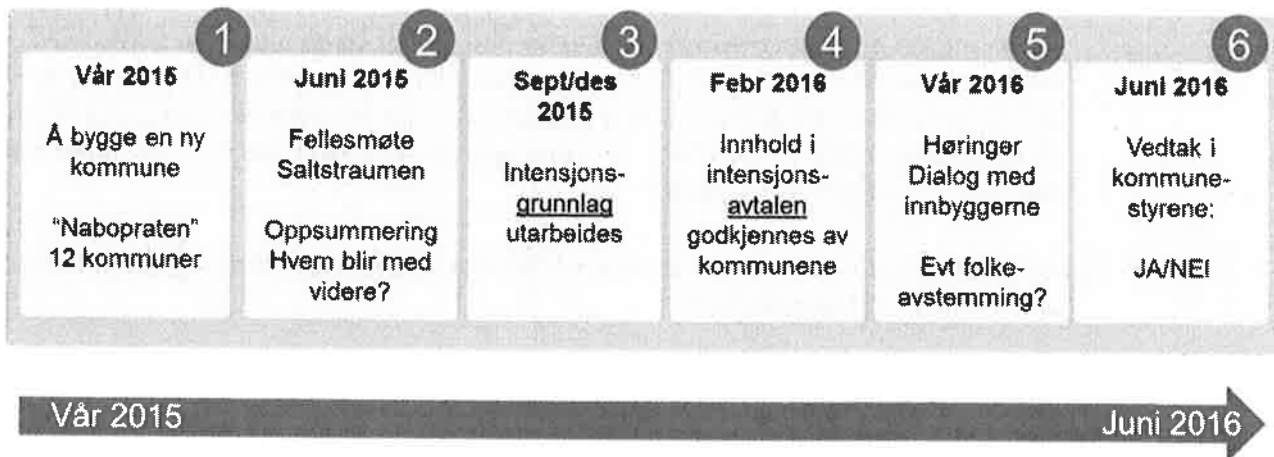 1
Vår 2015
Å bygge en ny
kommune
"Nabopraten"
12 kommuner
2
Juni 2015
Fellesmøte
Saltstraumen
Oppsummering
Hvem blir med
videre?
3
Sept/des
2015
Intensjons-
grunnlag
utarbeides
4
Febr 2016
Innhold i
intensjons-
avtalen
godkjennes av
kommunene
5
Vår 2016
Høringer
Dialog med
innbyggerne
Evt folke-
avstemming?
6
Juni 2016
Vedtak i
kommune-
styrene:
JA/NEI
Vår 2015
Juni 2016